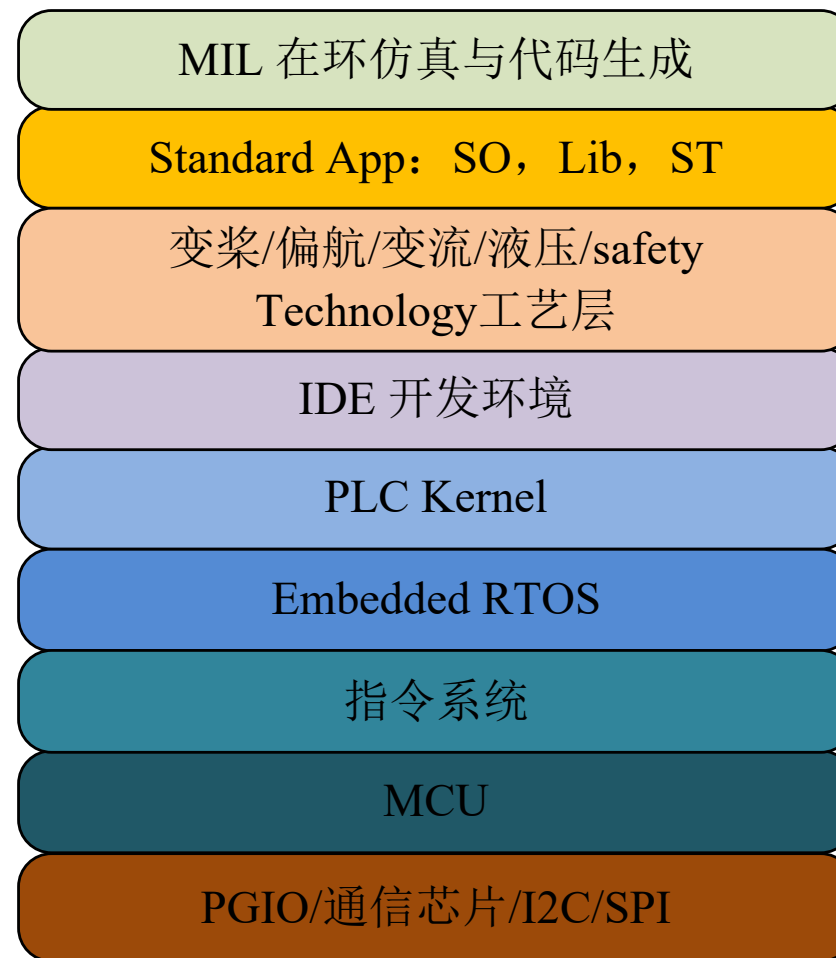 MIL 在环仿真与代码生成
Standard App：SO，Lib，ST
变桨/偏航/变流/液压/safety
Technology工艺层
IDE 开发环境
PLC Kernel
Embedded RTOS
指令系统
MCU
PGIO/通信芯片/I2C/SPI